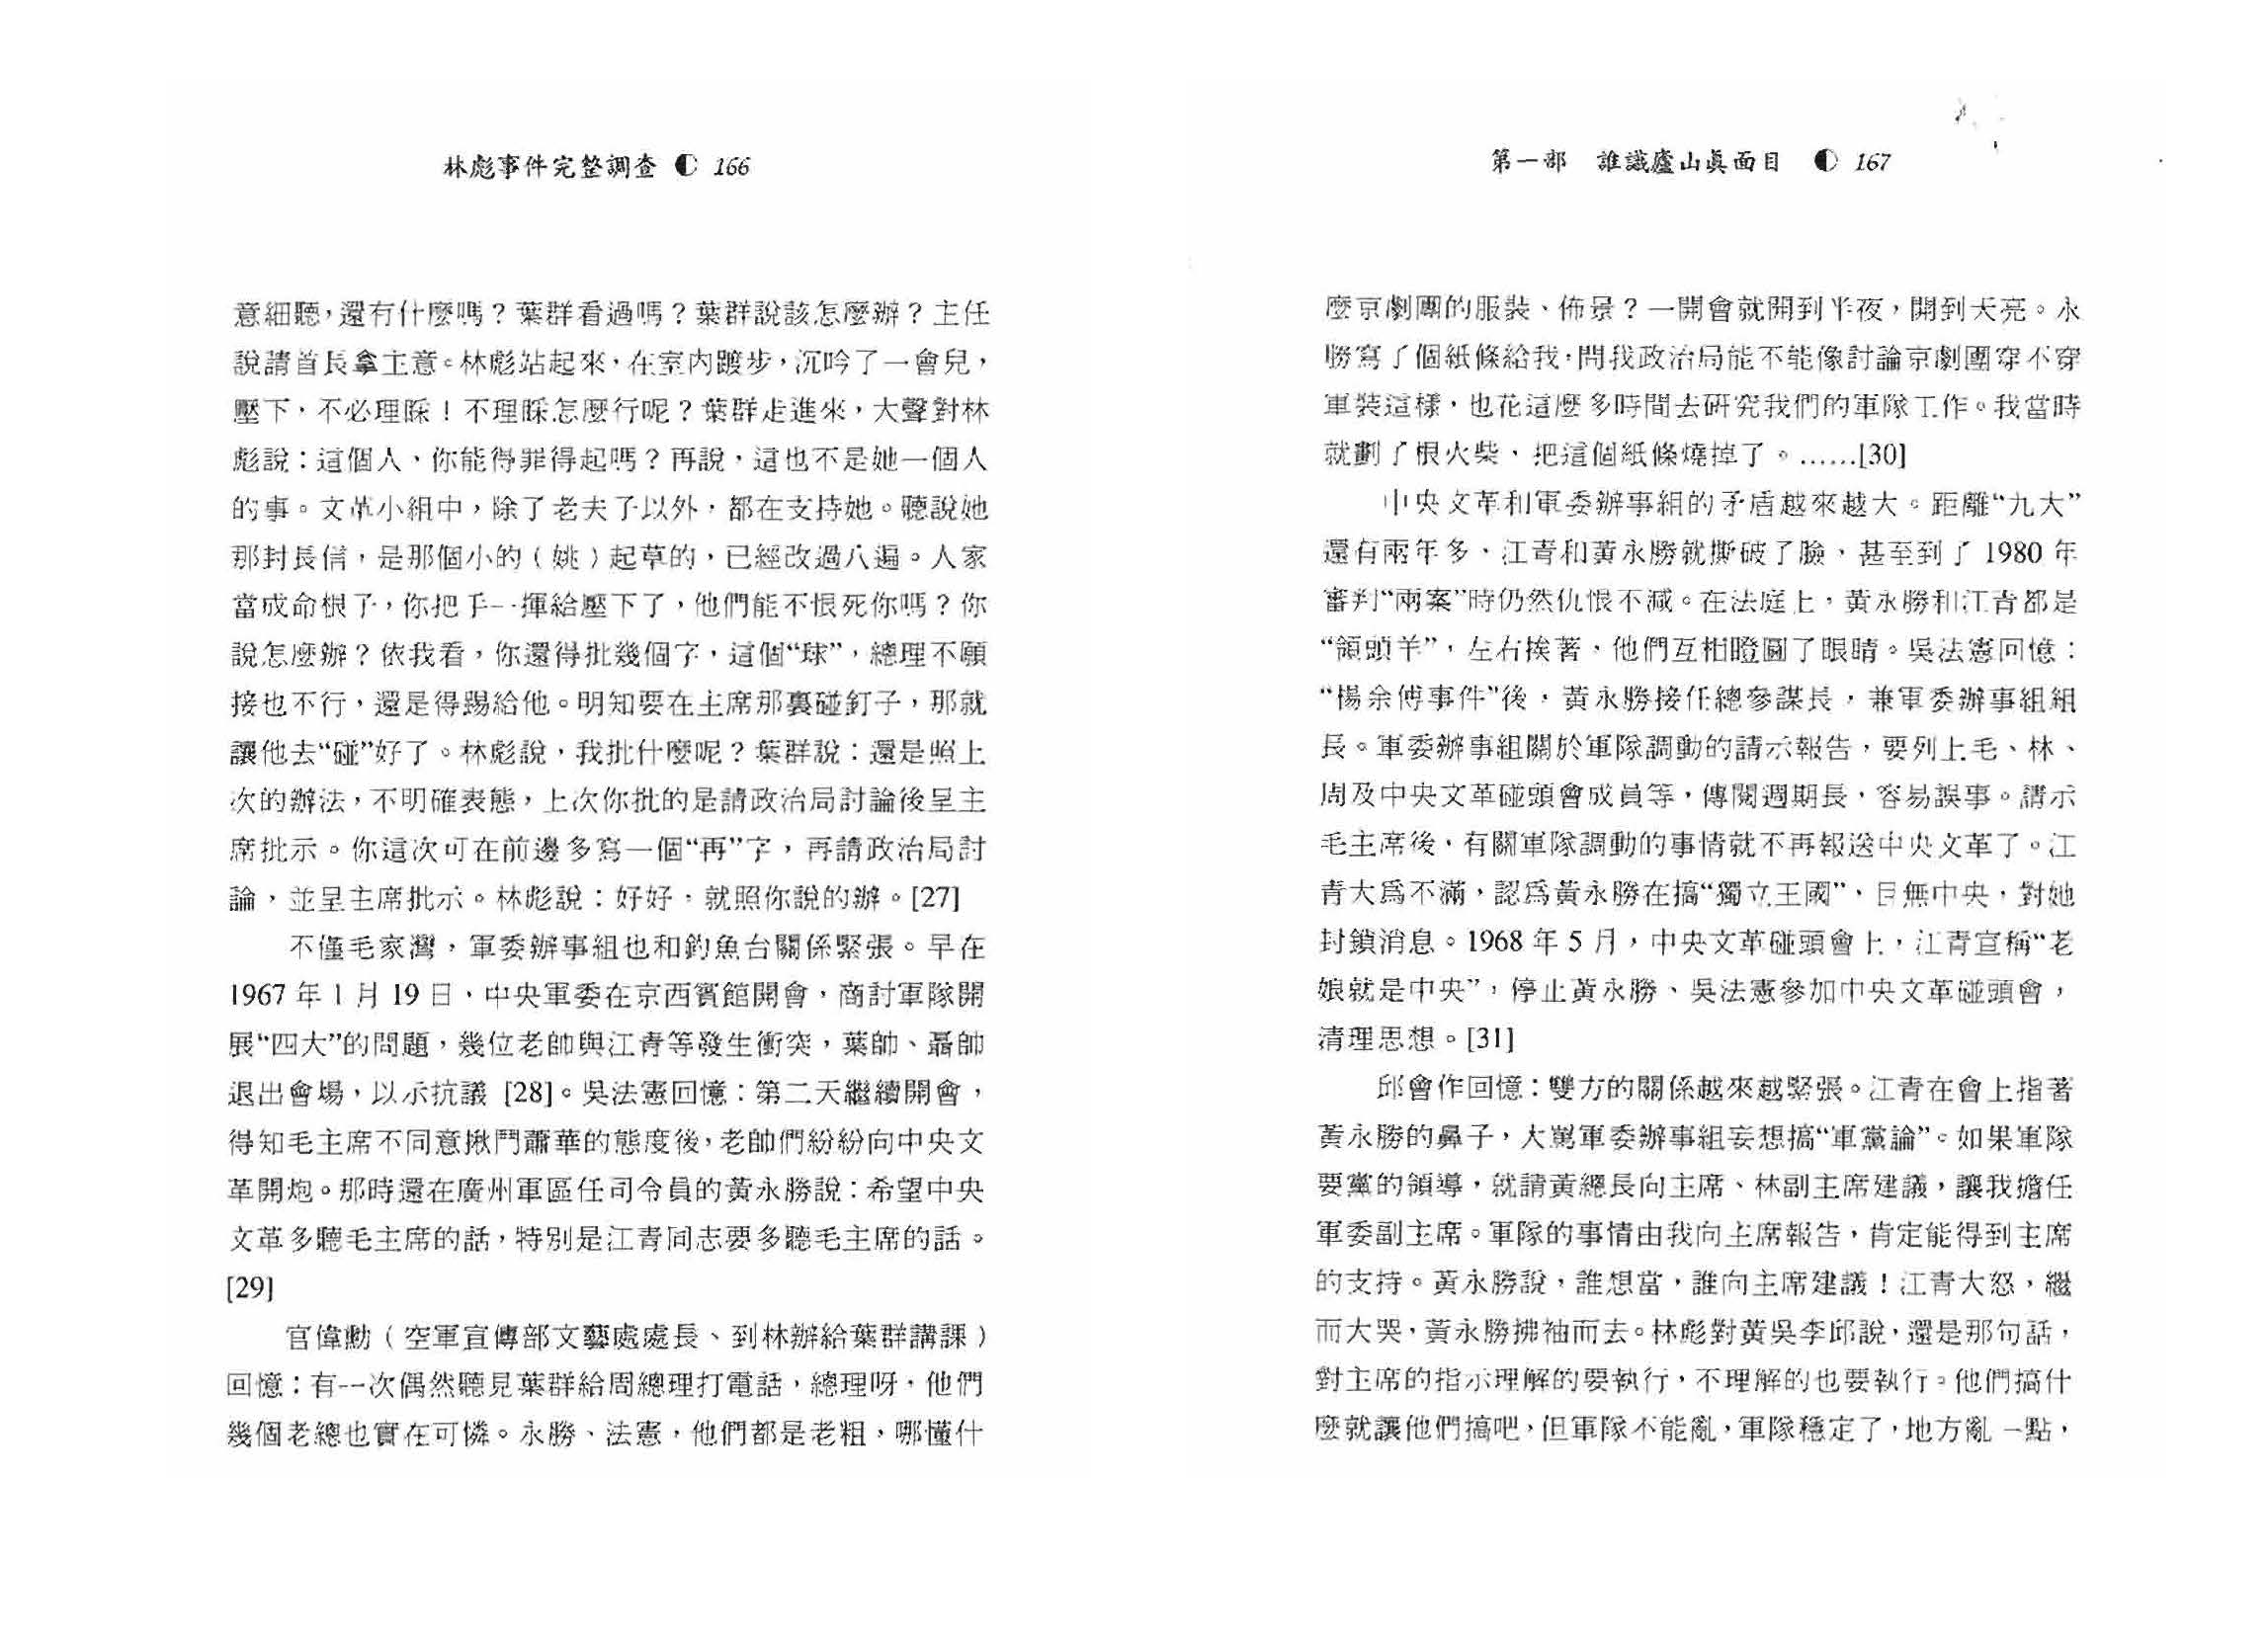 林彪事件完整調查 166
意細聽，還有什麼嗎？葉群看過嗎？葉群說該怎麼辦？主任
說請首長拿主意。林彪站起來，在室內踱步，沉吟了一會兒，
壓下，不必理睬！不理睬怎麼行呢？葉群走進來，大聲對林
彪說：這個人，你能得罪得起嗎？再說，這也不是她一個人
的事。文革小組中，除了老夫子以外，都在支持她。聽說她
那封長信，是那個小的（姚）起草的，已經改過八遍。人家
當成命根子，你把手一揮給壓下了，他們能不恨死你嗎？你
說怎麼辦？依我看，你還得批幾個字，這個“球”，總理不願
接也不行，還是得踢給他。明知要在主席那裏碰釘子，那就
讓他去“碰”好了。林彪說，我批什麼呢？葉群說：還是照上
次的辦法，不明確表態，上次你批的是請政治局討論後呈主
席批示。你這次可在前邊多寫一個“再”字，再請政治局討
論，並呈主席批示。林彪說：好好，就照你說的辦。[27]
不僅毛家灣，軍委辦事組也和釣魚台關係緊張。早在
1967 年 1 月 19 日，中央軍委在京西賓館開會，商討軍隊開
展“四大”的問題，幾位老帥與江青等發生衝突，葉帥、聶帥
退出會場，以示抗議 [28]。吳法憲回憶：第二天繼續開會，
得知毛主席不同意揪鬥蕭華的態度後，老帥們紛紛向中央文
革開炮。那時還在廣州軍區任司令員的黃永勝說：希望中央
文革多聽毛主席的話，特別是江青同志要多聽毛主席的話。
[29]
官偉勳（空軍宣傳部文藝處處長、到林辦給葉群講課）
回憶：有一次偶然聽見葉群給周總理打電話，總理呀，他們
幾個老總也實在可憐。永勝、法憲，他們都是老粗，哪懂什
第一部 誰識廬山真面目 167
麼京劇團的服裝、佈景？一開會就開到半夜，開到天亮。永
勝寫了個紙條給我，問我政治局能不能像討論京劇團穿不穿
軍裝這樣，也花這麼多時間去研究我們的軍隊工作。我當時
就劃了根火柴，把這個紙條燒掉了。……[30]
中央文革和軍委辦事組的矛盾越來越大。距離“九大”
還有兩年多，江青和黃永勝就撕破了臉，甚至到了 1980 年
審判“兩案”時仍然仇恨不減。在法庭上，黃永勝和江青都是
“領頭羊”，左右挨著，他們互相瞪圓了眼睛。吳法憲回憶：
“楊余傅事件”後，黃永勝接任總參謀長，兼軍委辦事組組
長。軍委辦事組關於軍隊調動的請示報告，要列上毛、林、
周及中央文革碰頭會成員等，傳閱週期長，容易誤事。請示
毛主席後，有關軍隊調動的事情就不再報送中央文革了。江
青大爲不滿，認爲黃永勝在搞“獨立王國”，目無中央，對她
封鎖消息。1968 年 5 月，中央文革碰頭會上，江青宣稱“老
娘就是中央”，停止黃永勝、吳法憲參加中央文革碰頭會，
清理思想。[31]
邱會作回憶：雙方的關係越來越緊張。江青在會上指著
黃永勝的鼻子，大罵軍委辦事組妄想搞“軍黨論”。如果軍隊
要黨的領導，就請黃總長向主席、林副主席建議，讓我擔任
軍委副主席。軍隊的事情由我向主席報告，肯定能得到主席
的支持。黃永勝說，誰想當，誰向主席建議！江青大怒，繼
而大哭，黃永勝拂袖而去。林彪對黃吳李邱說，還是那句話，
對主席的指示理解的要執行，不理解的也要執行。他們搞什
麼就讓他們搞吧，但軍隊不能亂，軍隊穩定了，地方亂一點，